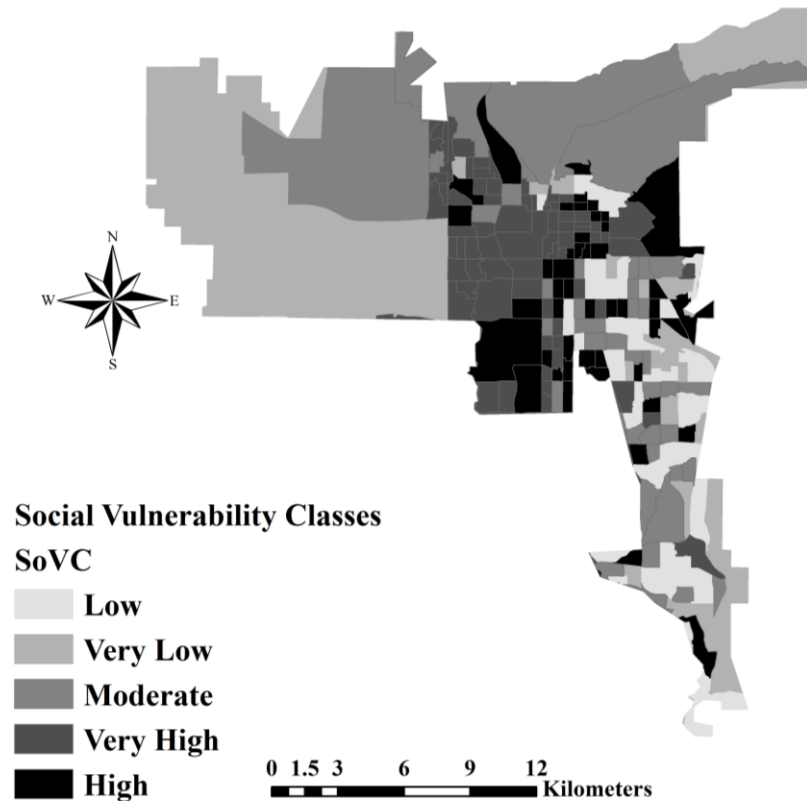 N
W E
S
Social Vulnerability Classes
SoVC
Low
Very Low
Moderate
Very High
High
0 1.5 3 6 9 12
Kilometers